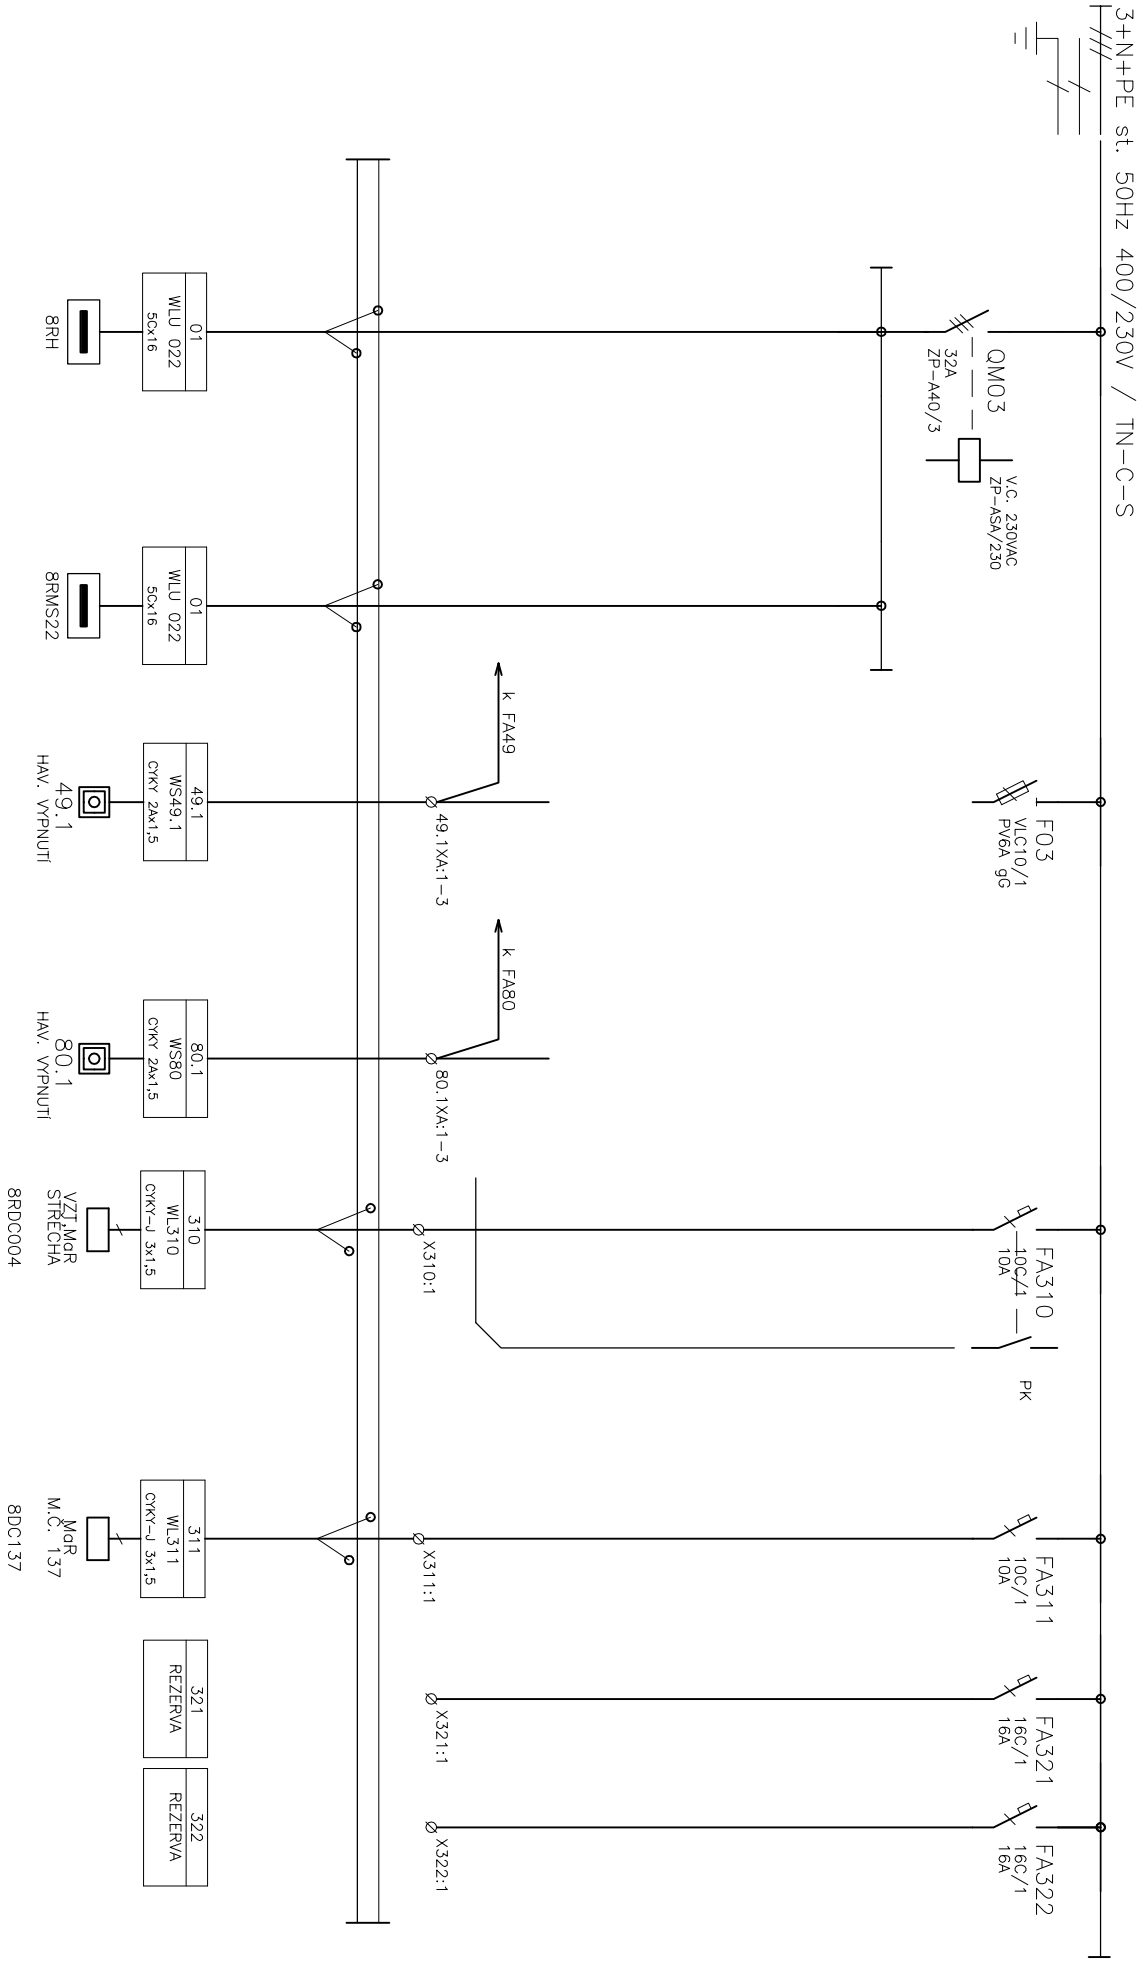 3+N+PE st. 50Hz 400/230V / TN-C-S
QM03
32A
ZP-A40/3
V.C. 230VAC
ZP-ASA/230
F03
VLC10/1
PV6A gG
FA310
10C/1
10A
PK
FA311
10C/1
10A
FA321
16C/1
16A
FA322
16C/1
16A
k FA49
k FA80
49.1XA:1-3
80.1XA:1-3
X310:1
X311:1
X321:1
X322:1
01
WLU 022
5Cx16
8RH
01
WLU 022
5Cx16
8RMS22
49.1
WS49.1
CYKY 2Ax1,5
49.1
HAV. VYPNUTÍ
80.1
WS80
CYKY 2Ax1,5
80.1
HAV. VYPNUTÍ
310
WL310
CYKY-J 3x1,5
VZT,MaR
STŘECHA
8RDC004
311
WL311
CYKY-J 3x1,5
MaR
M.Č. 137
8DC137
321
REZERVA
322
REZERVA